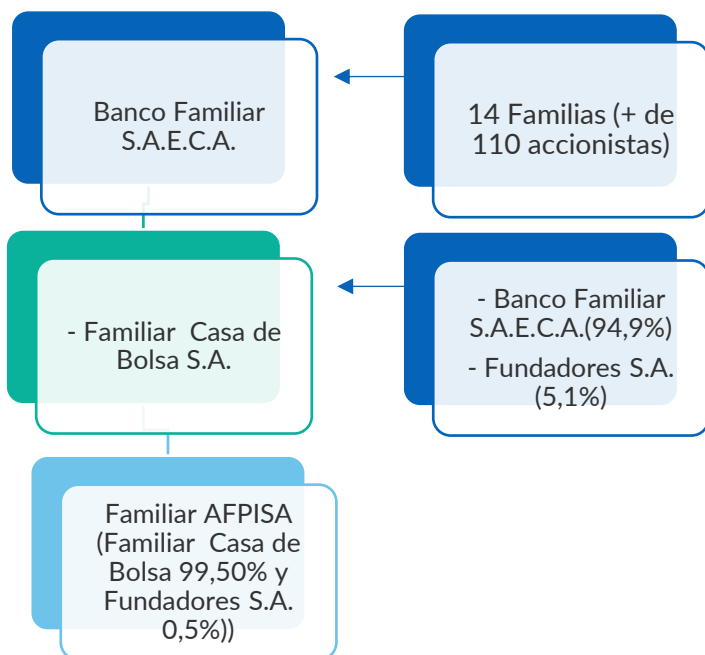 Banco Familiar
S.A.E.C.A.
14 Familias (+ de
110 accionistas)
- Familiar Casa de
Bolsa S.A.
- Banco Familiar
S.A.E.C.A.(94,9%)
- Fundadores S.A.
(5,1%)
Familiar AFPISA
(Familiar Casa de
Bolsa 99,50% y
Fundadores S.A.
0,5%))